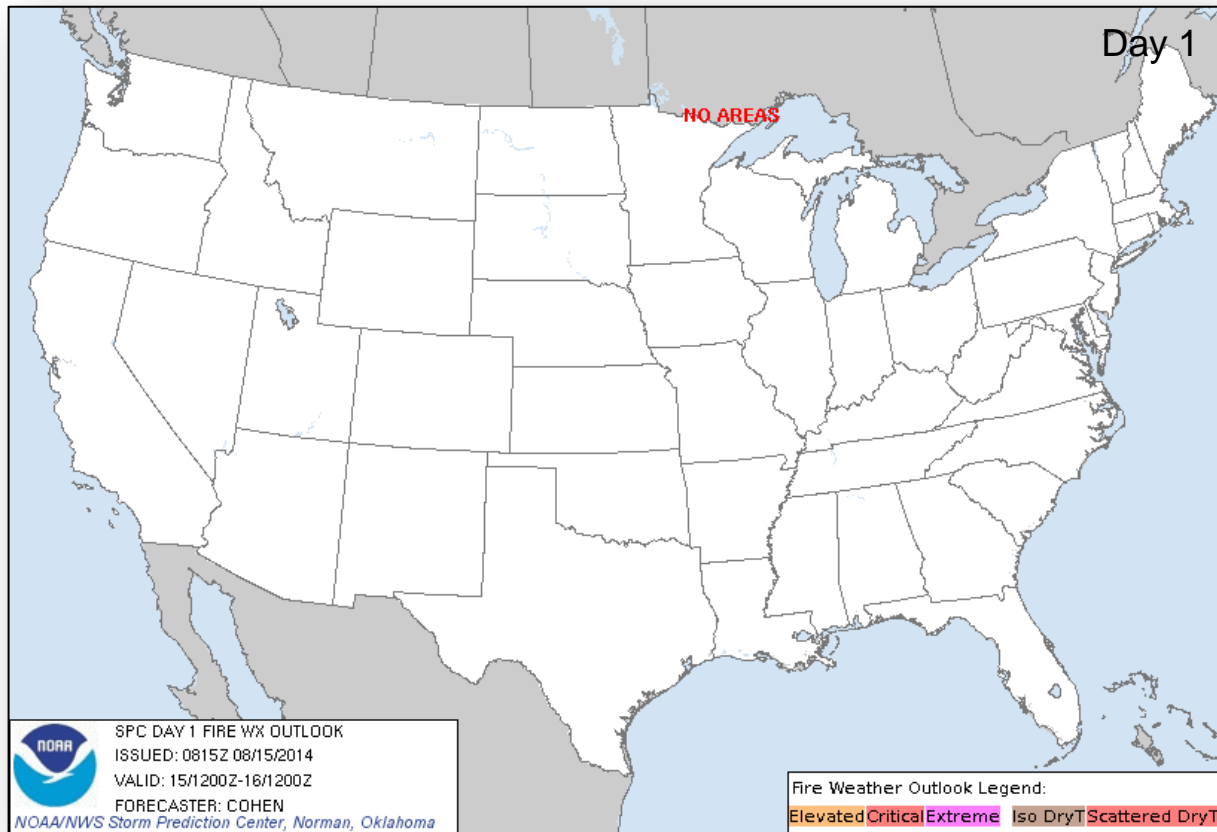 Day 1
NO AREAS
NOAA
SPC DAY 1 FIRE WX OUTLOOK
ISSUED: 0815Z 08/15/2014
VALID: 15/1200Z-16/1200Z
FORECASTER: COHEN
NOAA/NWS Storm Prediction Center, Norman, Oklahoma
Fire Weather Outlook Legend:
Elevated Critical Extreme Iso DryT Scattered DryT